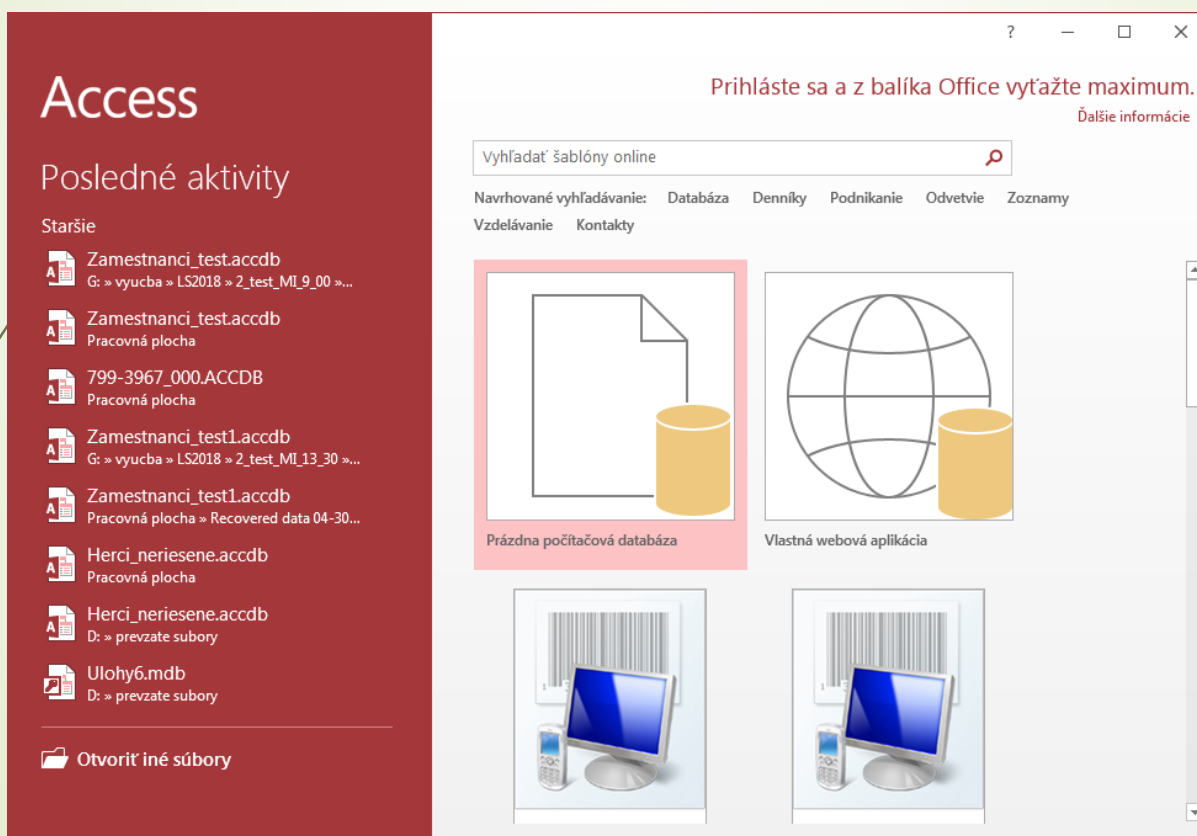 ?
Access
Prihláste sa a z balíka Office vyťažte maximum.
Ďalšie informácie
Posledné aktivity
Staršie
Zamestnanci_test.accdb
G: » vyucba » LS2018 » 2_test_MI_9_00 »...
Zamestnanci_test.accdb
Pracovná plocha
799-3967_000.ACCDB
Pracovná plocha
Zamestnanci_test1.accdb
G: » vyucba » LS2018 » 2_test_MI_13_30 »...
Zamestnanci_test1.accdb
Pracovná plocha » Recovered data 04-30...
Herci_neriesene.accdb
Pracovná plocha
Herci_neriesene.accdb
D: » prevzate subory
Ulohy6.mdb
D: » prevzate subory
Otvoriť iné súbory
Vyhľadať šablóny online
Navrhované vyhľadávanie: Databáza Denníky Podnikanie Odvetvie Zoznamy
Vzdelávanie Kontakty
Prázdna počítačová databáza
Vlastná webová aplikácia